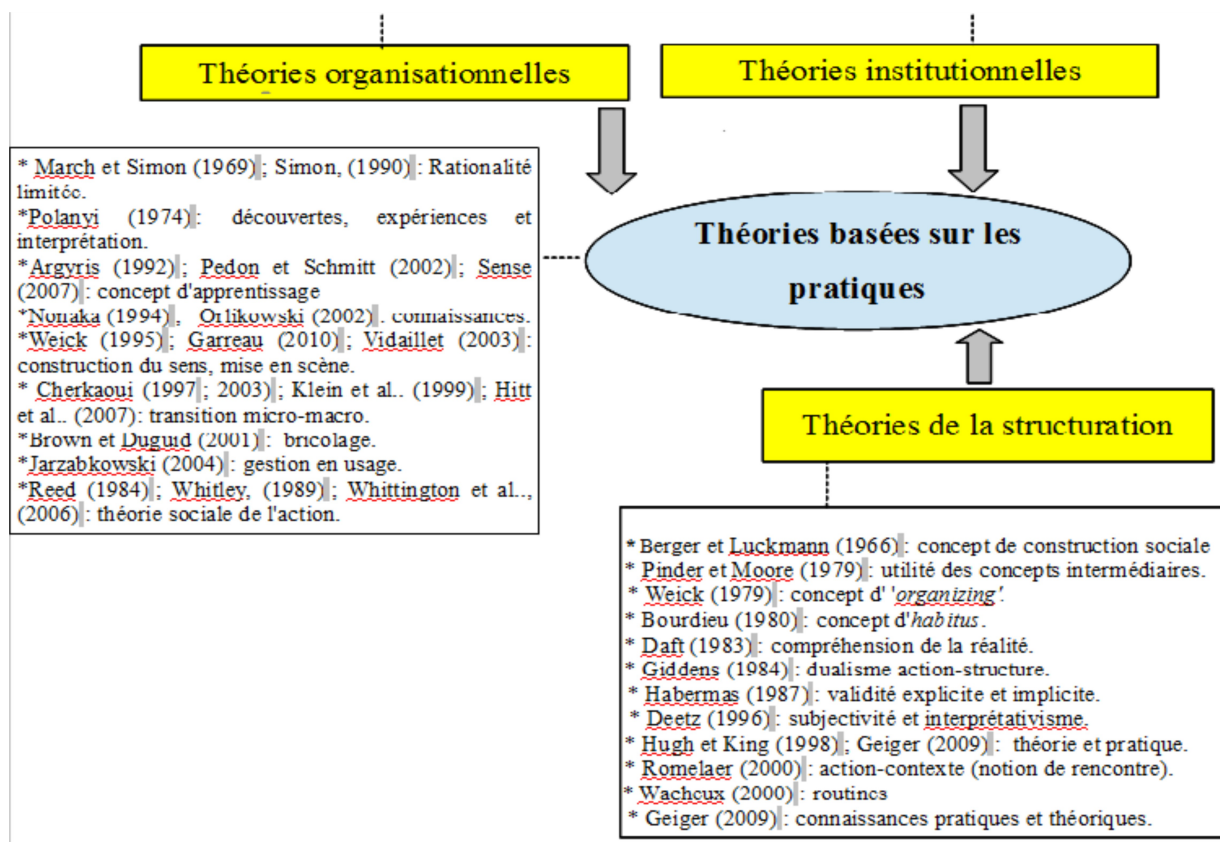 Théories organisationnelles
Théories institutionnelles
* March et Simon (1969) ; Simon, (1990) : Rationalité
limitée.
*Polanyi (1974) : découvertes, expériences et
interprétation.
*Argyris (1992) ; Pedon et Schmitt (2002) ; Sense
(2007) : concept d'apprentissage
*Nonaka (1994) , Orlikowski (2002) . connaissances.
*Weick (1995) ; Garreau (2010) ; Vidaillet (2003) :
construction du sens, mise en scène.
* Cherkaoui (1997 ; 2003) ; Klein et al.. (1999) ; Hitt
et al.. (2007): transition micro-macro.
*Brown et Duguid (2001) : bricolage.
*Jarzabkowski (2004) : gestion en usage.
*Reed (1984) ; Whitley, (1989) ; Whittington et al..,
(2006) : théorie sociale de l'action.
Théories basées sur les
pratiques
Théories de la structuration
* Berger et Luckmann (1966) : concept de construction sociale
* Pinder et Moore (1979) : utilité des concepts intermédiaires.
* Weick (1979) : concept d' 'organizing'.
* Bourdieu (1980) : concept d'habitus.
* Daft (1983) : compréhension de la réalité.
* Giddens (1984) : dualisme action-structure.
* Habermas (1987) : validité explicite et implicite.
* Deetz (1996) : subjectivité et interprétativisme.
* Hugh et King (1998) ; Geiger (2009) : théorie et pratique.
* Romelaer (2000) : action-contexte (notion de rencontre).
* Wacheux (2000) : routines
* Geiger (2009) : connaissances pratiques et théoriques.